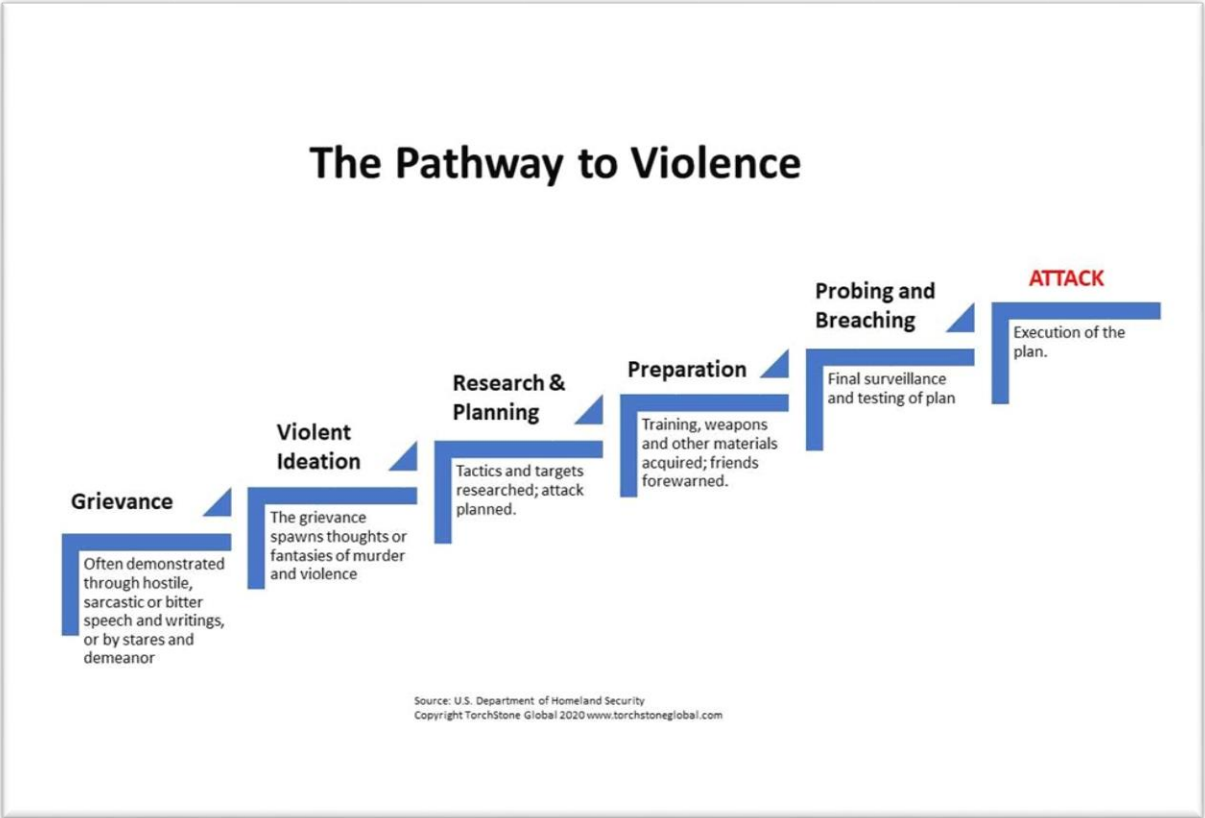 The Pathway to Violence
Grievance
Often demonstrated
through hostile,
sarcastic or bitter
speech and writings,
or by stares and
demeanor
Violent
Ideation
The grievance
spawns thoughts or
fantasies of murder
and violence
Research &
Planning
Tactics and targets
researched; attack
planned.
Preparation
Training, weapons
and other materials
acquired; friends
forewarned.
Probing and
Breaching
Final surveillance
and testing of plan
ATTACK
Execution of the
plan.
Source: U.S. Department of Homeland Security
Copyright TorchStone Global 2020 www.torchstoneglobal.com